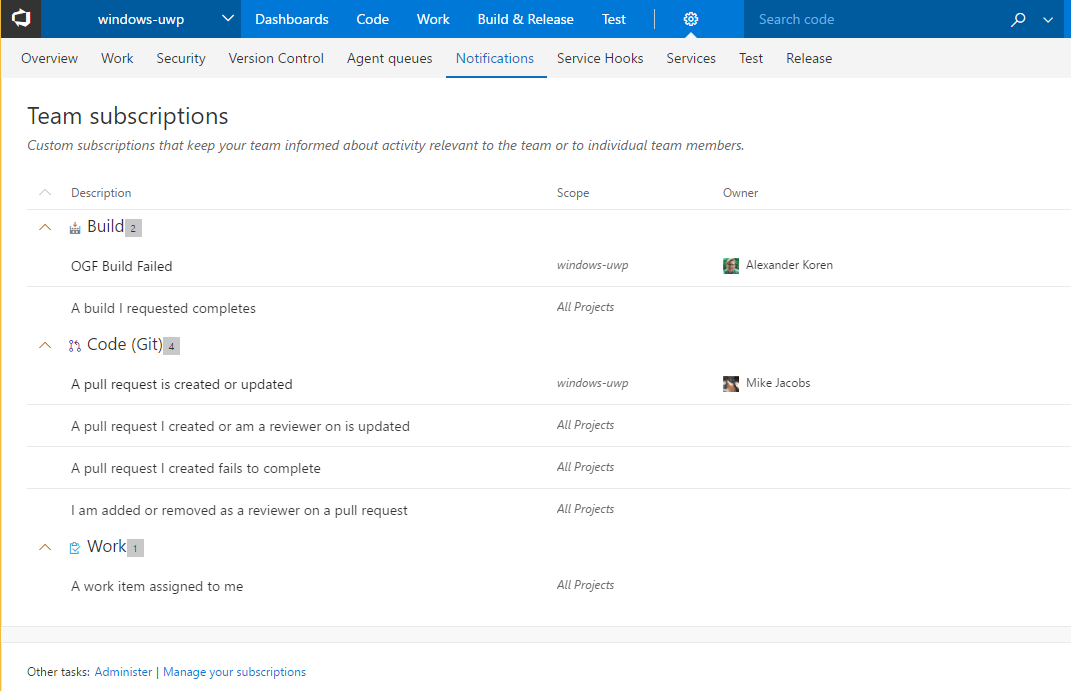 windows-uwp Dashboards Code Work Build & Release Test Search code
Overview Work Security Version Control Agent queues Notifications Service Hooks Services Test Release
Team subscriptions
Custom subscriptions that keep your team informed about activity relevant to the team or to individual team members.
Description Scope Owner
Build 2
OGF Build Failed windows-uwp Alexander Koren
A build I requested completes All Projects
Code (Git) 4
A pull request is created or updated windows-uwp Mike Jacobs
A pull request I created or am a reviewer on is updated All Projects
A pull request I created fails to complete All Projects
I am added or removed as a reviewer on a pull request All Projects
Work 1
A work item assigned to me All Projects
Other tasks: Administer | Manage your subscriptions